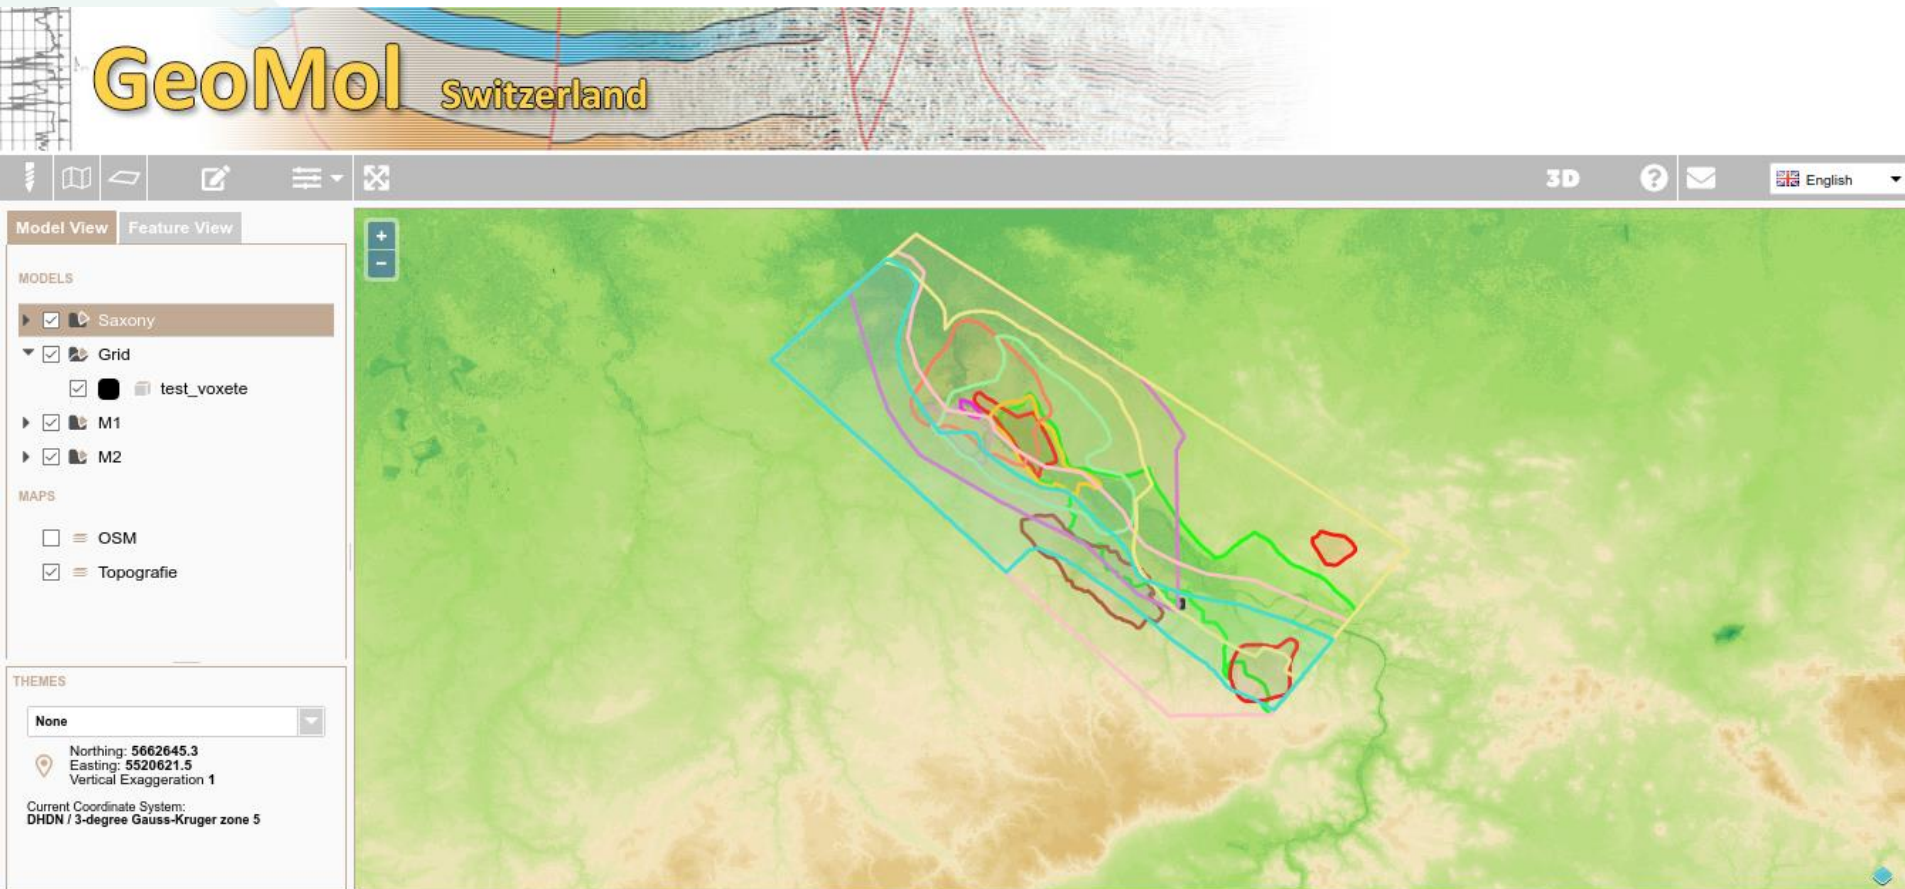 GeoMol Switzerland
3D
?
English
Model View
Feature View
+
−
MODELS
Saxony
Grid
test_voxete
M1
M2
MAPS
OSM
Topografie
THEMES
None
Northing: 5662645.3
Easting: 5520621.5
Vertical Exaggeration 1
Current Coordinate System:
DHDN / 3-degree Gauss-Kruger zone 5